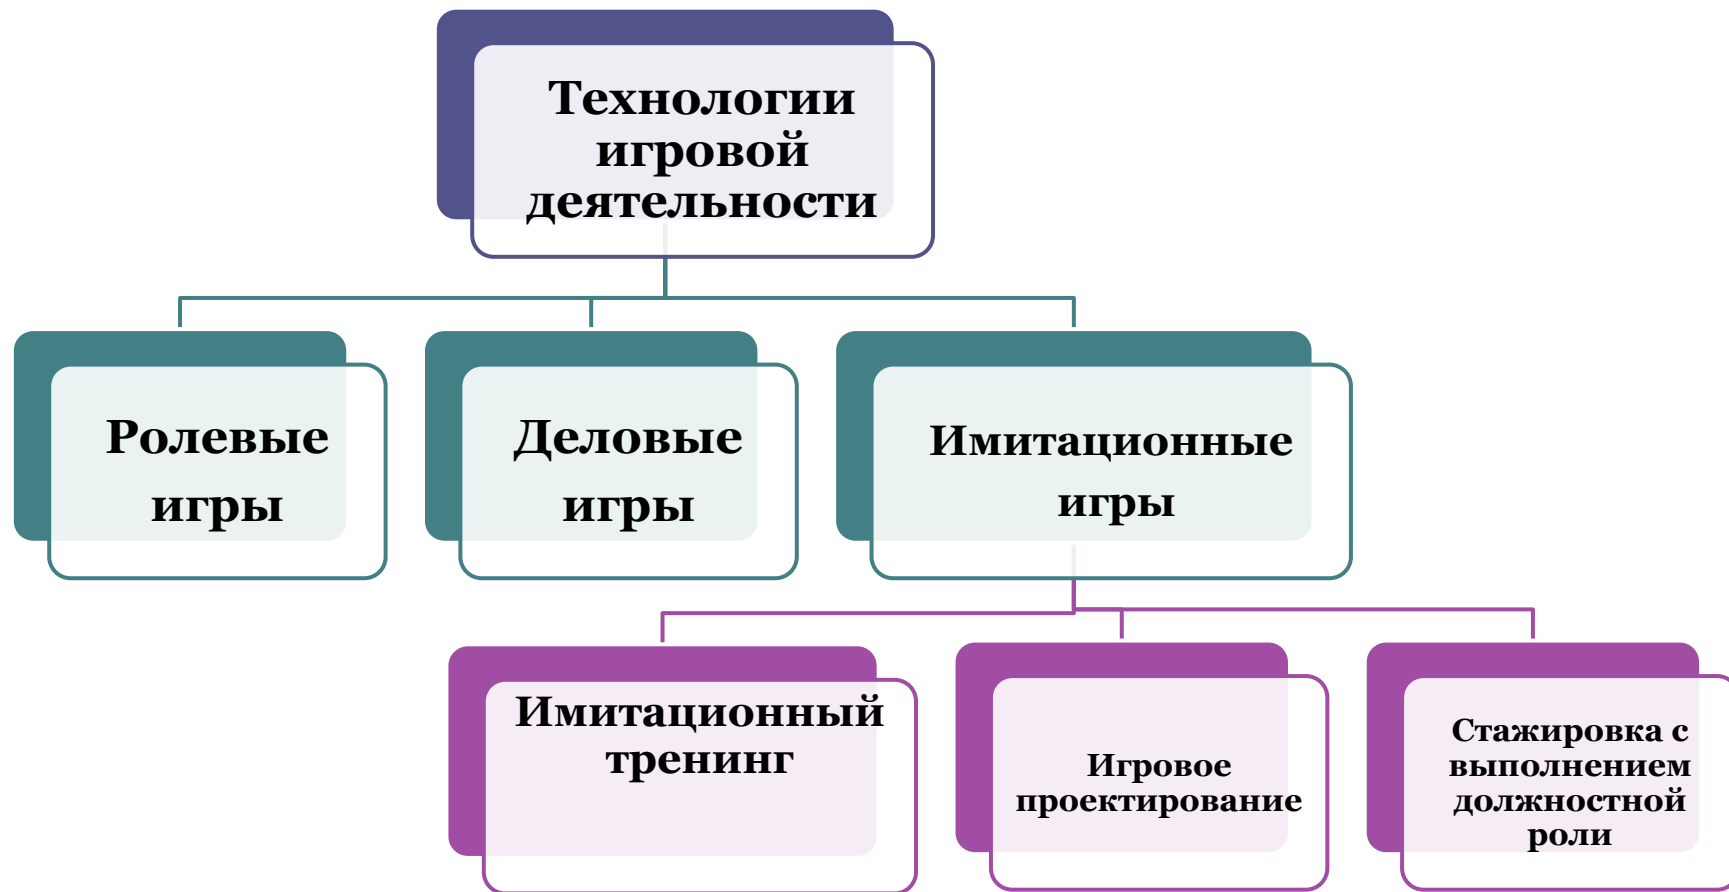 Технологии
игровой
деятельности
Ролевые
игры
Деловые
игры
Имитационные
игры
Имитационный
тренинг
Игровое
проектирование
Стажировка с
выполнением
должностной
роли